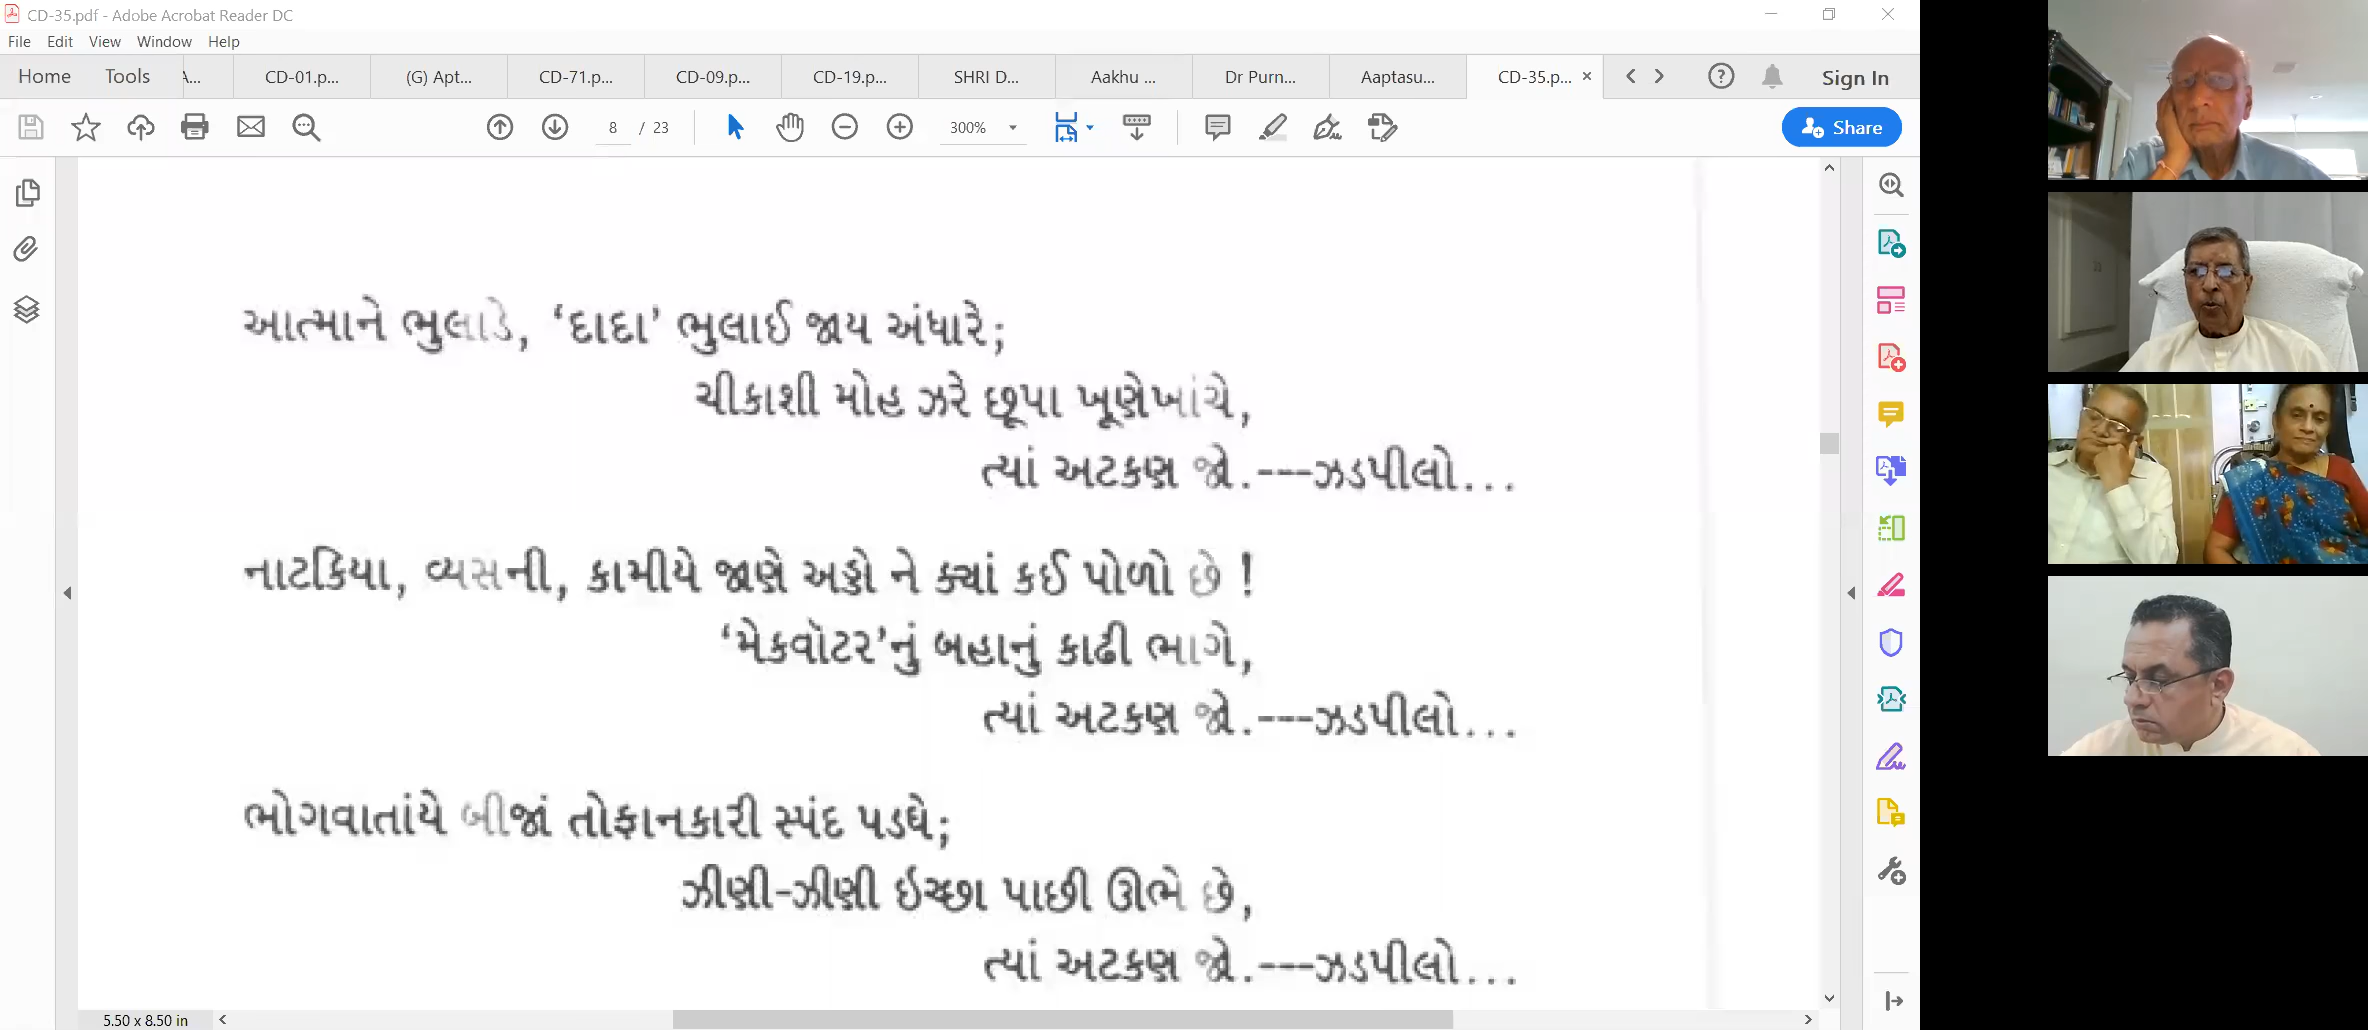 CD-35.pdf - Adobe Acrobat Reader DC
File Edit View Window Help
Home Tools A... CD-01.p... (G) Apt... CD-71.p... CD-09.p... CD-19.p... SHRI D... Aakhu ... Dr Purn... Aaptasu... CD-35.p... Sign In
8 / 23 300% Share
આત્માને ભુલાડે, ‘દાદા’ ભુલાઈ જાય અંધારે;
ચીકાશી મોહ ઝરે છૂપા ખૂણેખાંચે,
ત્યાં અટકણ જો.---ઝડપીલો...
નાટકિયા, વ્યસની, કામીયે જાણે અડ્ડો ને ક્યાં કઈ પોળો છે !
‘મેકવૉટર’નું બહાનું કાઢી ભાગે,
ત્યાં અટકણ જો.---ઝડપીલો...
ભોગવાતાંયે બીજાં તોફાનકારી સ્પંદ પડઘે;
ઝીણી-ઝીણી ઇચ્છા પાછી ઊભે છે,
ત્યાં અટકણ જો.---ઝડપીલો...
5.50 x 8.50 in